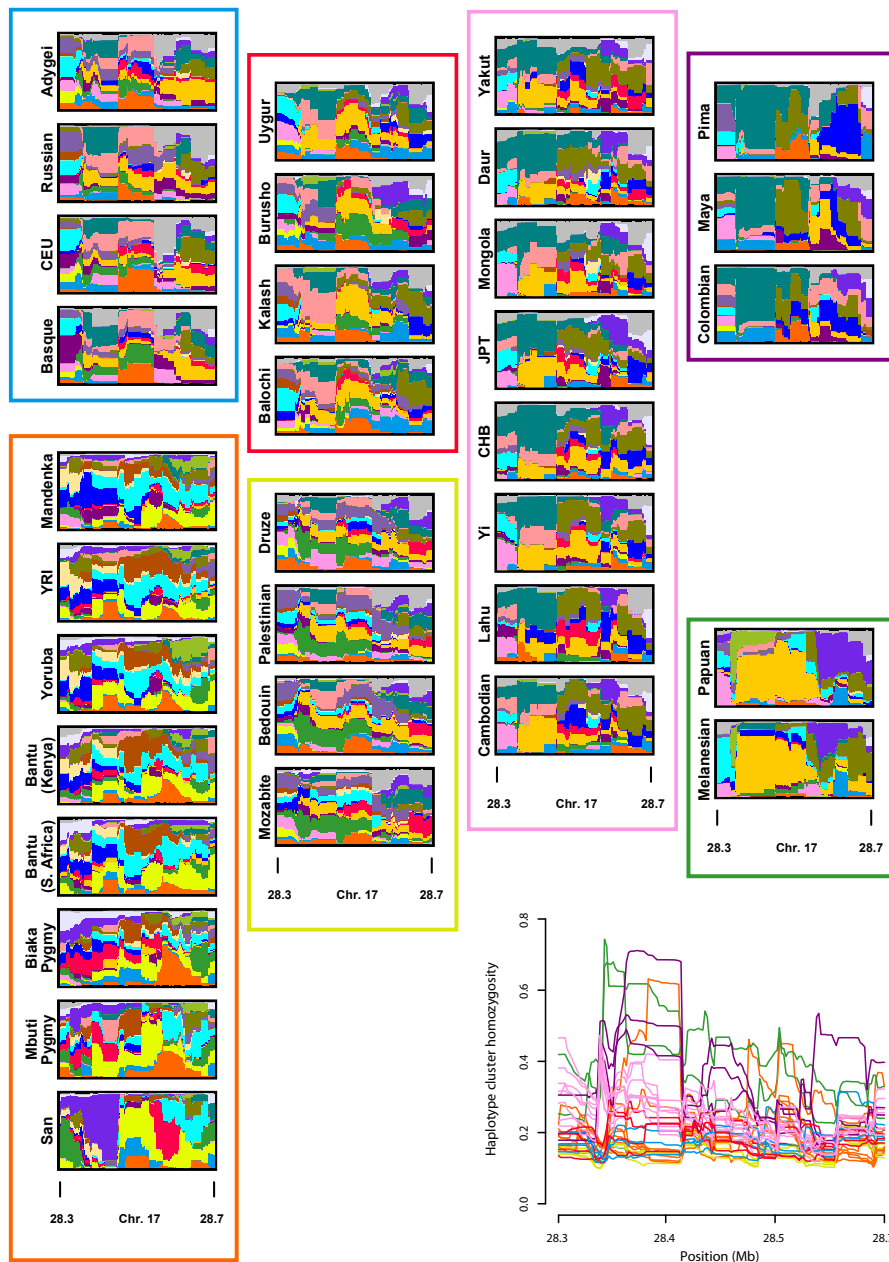 Adygei
Russian
CEU
Basque
Mandenka
YRI
Yoruba
Bantu
(Kenya)
Bantu
(S. Africa)
Biaka
Pygmy
Mbuti
Pygmy
San
28.3 Chr. 17 28.7
Uygur
Burusho
Kalash
Balochi
Druze
Palestinian
Bedouin
Mozabite
28.3 Chr. 17 28.7
Yakut
Daur
Mongola
JPT
CHB
Yi
Lahu
Cambodian
28.3 Chr. 17 28.7
Pima
Maya
Colombian
Papuan
Melanesian
28.3 Chr. 17 28.7
Haplotype cluster homozygosity
0.8
0.6
0.4
0.2
0.0
28.3 28.4 28.5 28.6 28.7
Position (Mb)